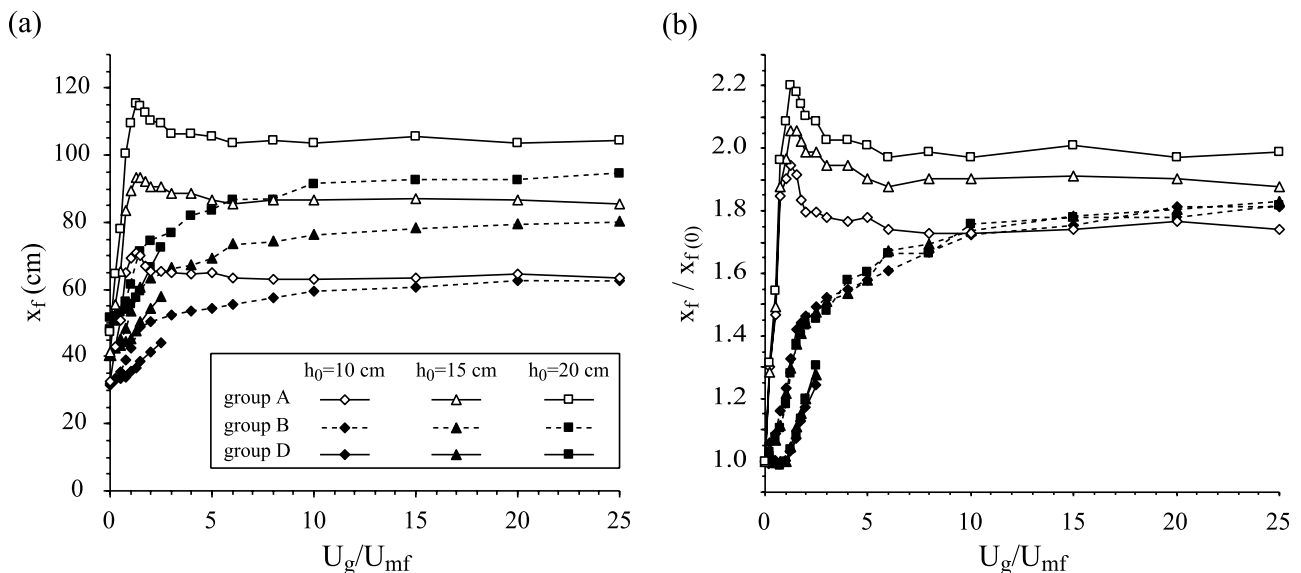 (a)
(b)
120
100
80
60
40
20
0
x_f (cm)
0 5 10 15 20 25
U_g/U_mf
h_0=10 cm h_0=15 cm h_0=20 cm
group A
group B
group D
2.2
2.0
1.8
1.6
1.4
1.2
1.0
x_f / x_f (0)
0 5 10 15 20 25
U_g/U_mf